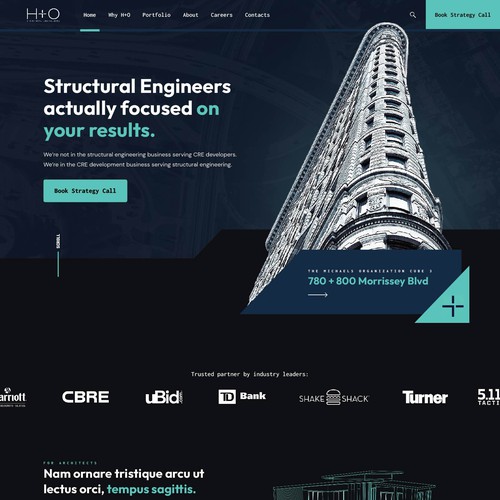 H+O
Home Why H+O Portfolio About Careers Contacts
Book Strategy Call
Structural Engineers
actually focused on
your results.
We're not in the structural engineering business serving CRE developers.
We're in the CRE development business serving structural engineering.
Book Strategy Call
SCROLL
THE MICHAELS ORGANIZATION CUBE 3
780 + 800 Morrissey Blvd
Trusted partner by industry leaders:
arriott CBRE uBid TD Bank SHAKE SHACK Turner 5.11
TACTIC
FOR ARCHITECTS
Nam ornare tristique arcu ut
lectus orci, tempus sagittis.